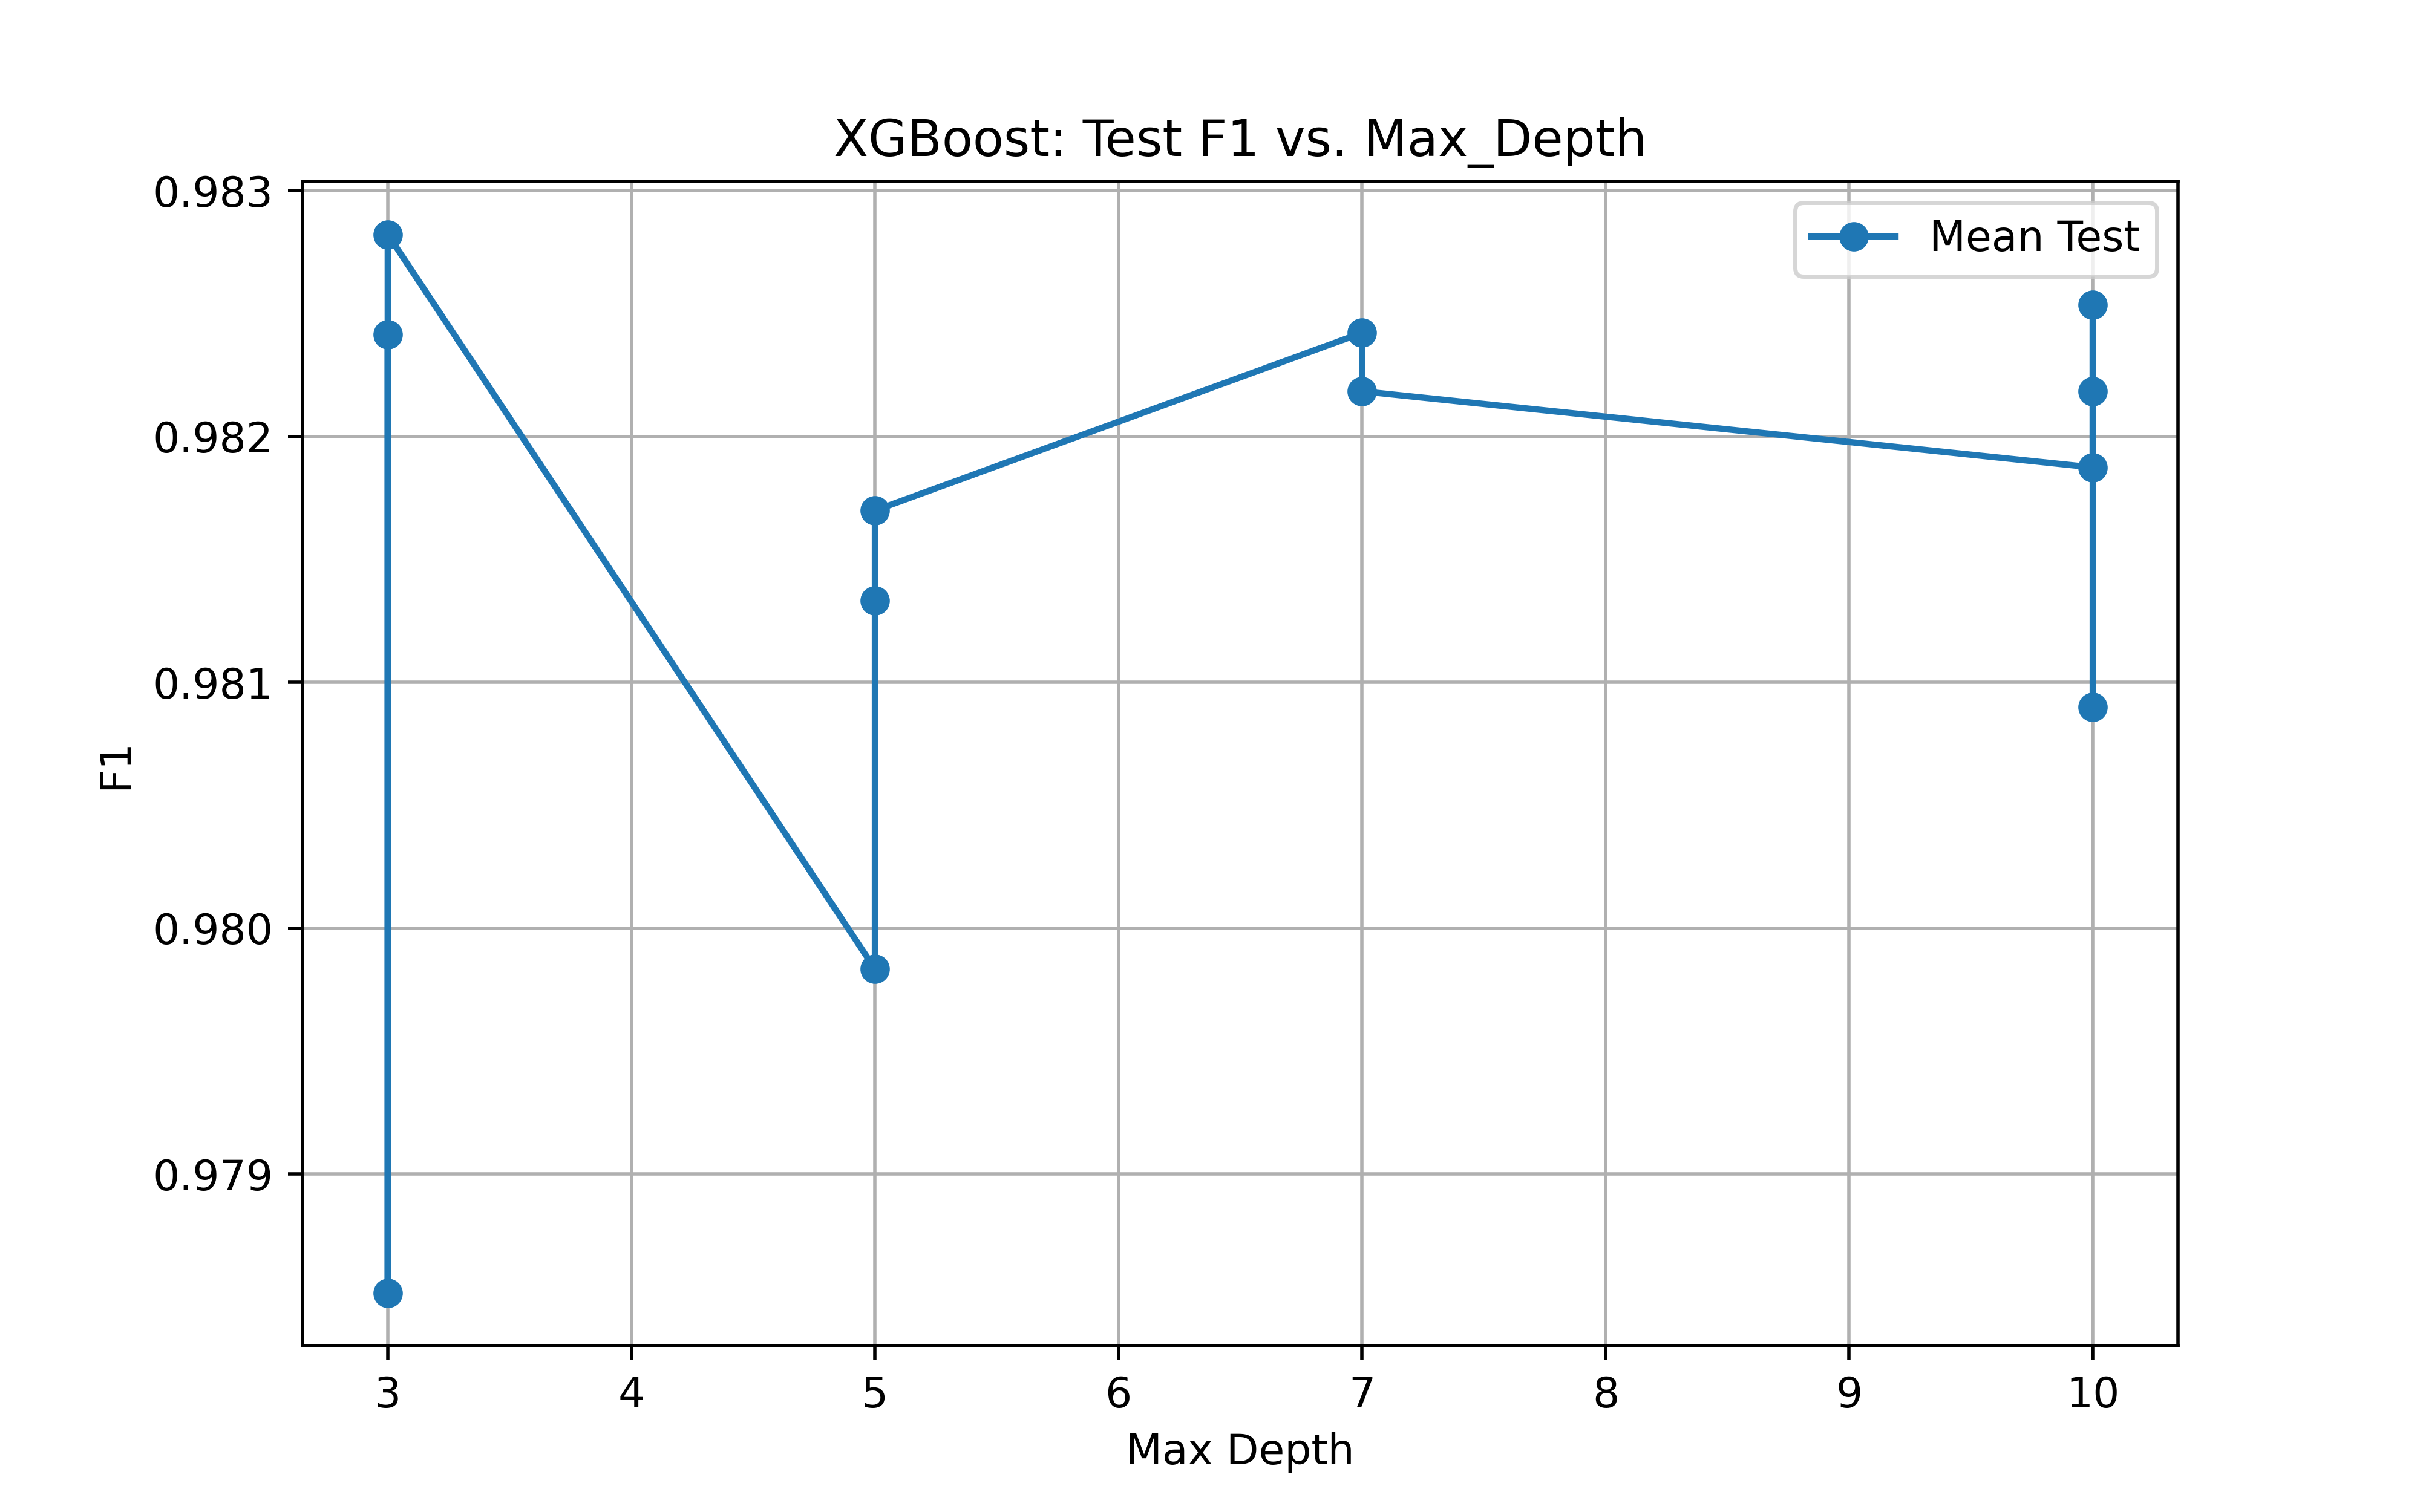 XGBoost: Test F1 vs. Max_Depth
Mean Test
0.983
0.982
0.981
0.980
0.979
F1
3 4 5 6 7 8 9 10
Max Depth